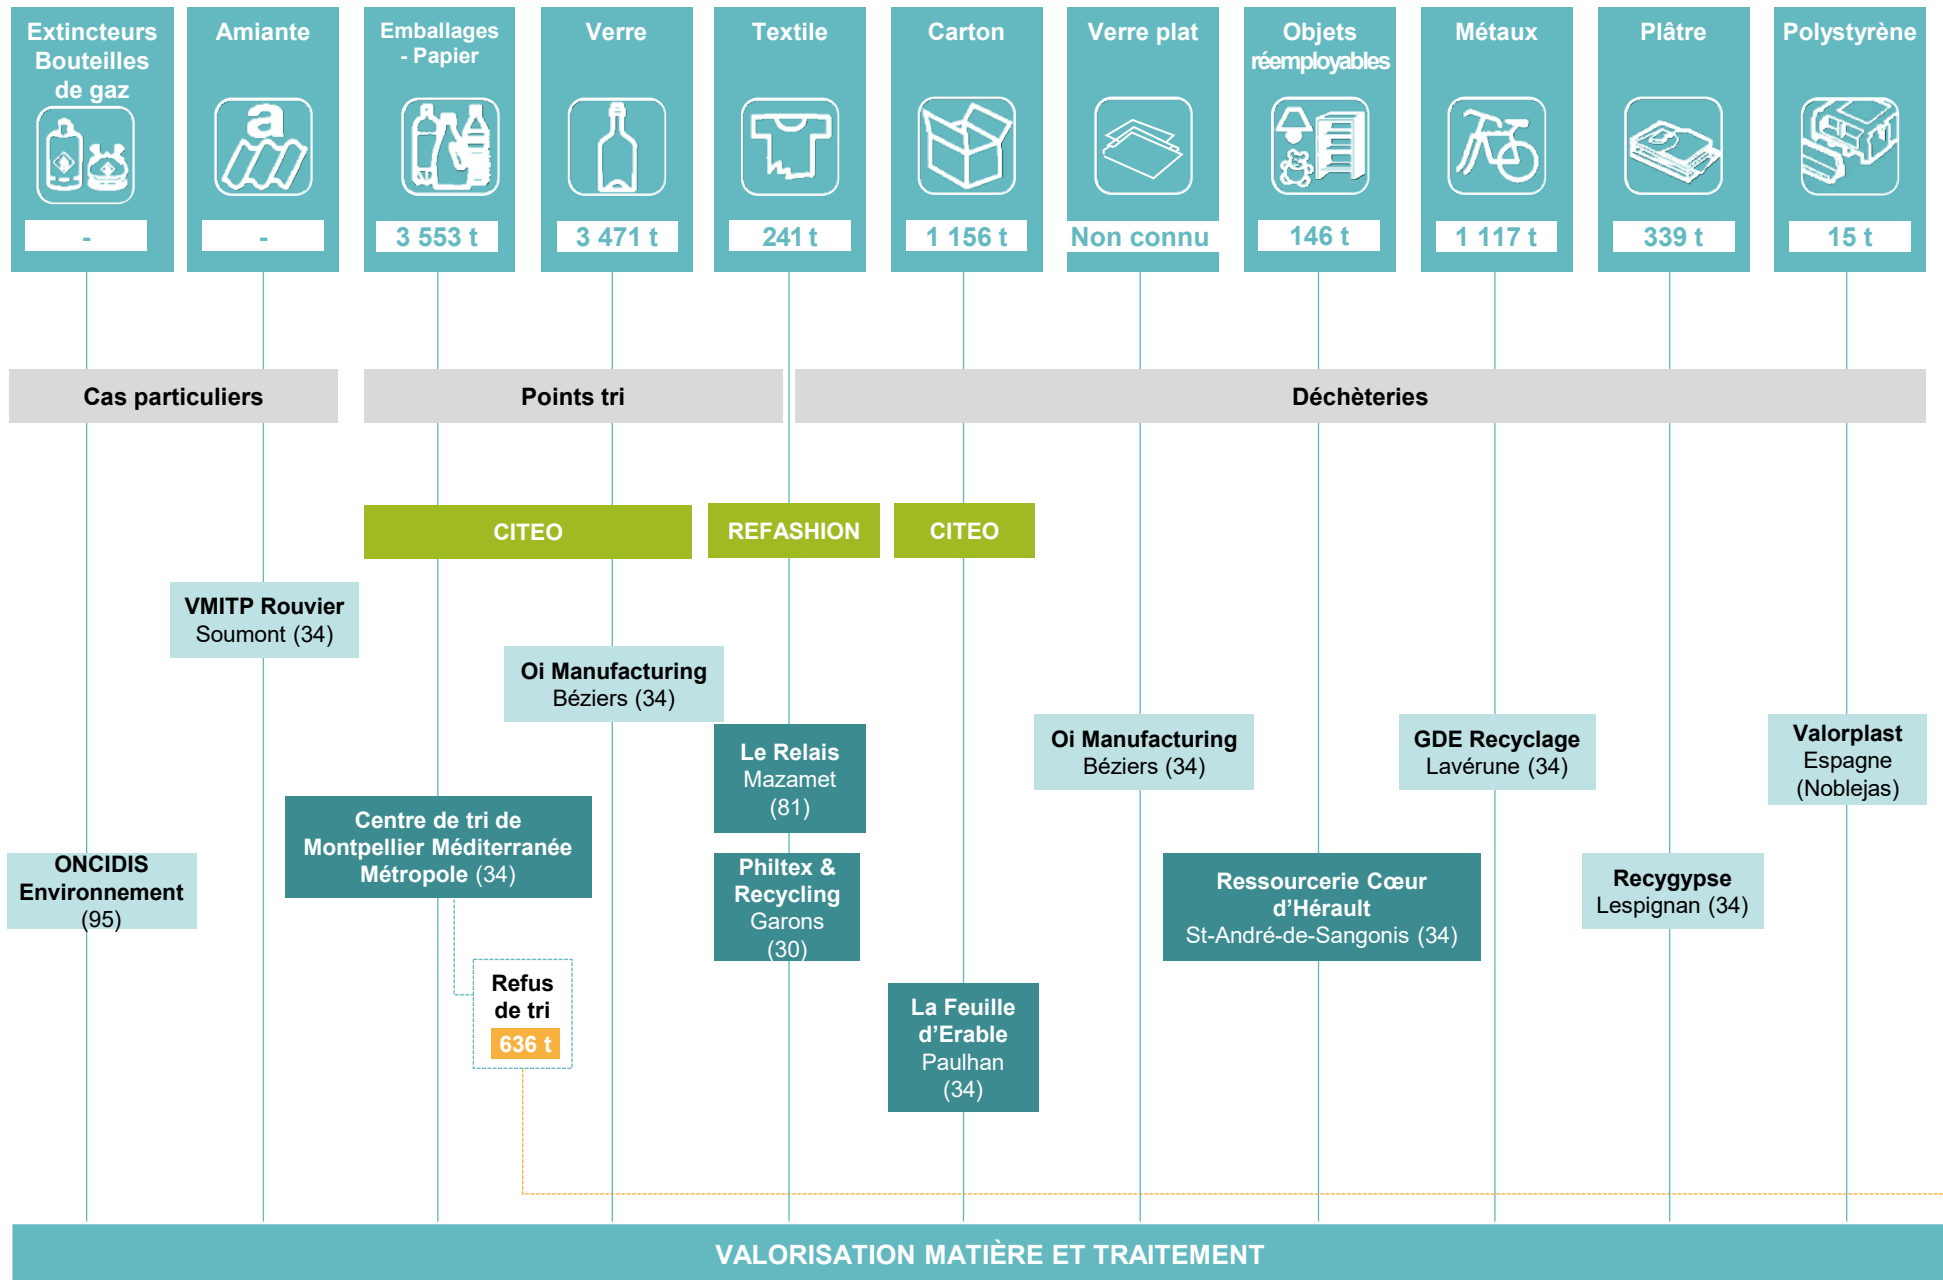 Extincteurs
Bouteilles
de gaz
-
Amiante
a
-
Emballages
- Papier
3 553 t
Verre
3 471 t
Textile
241 t
Carton
1 156 t
Verre plat
Non connu
Objets
réemployables
146 t
Métaux
1 117 t
Plâtre
339 t
Polystyrène
15 t
Cas particuliers
Points tri
Déchèteries
CITEO
REFASHION
CITEO
VMITP Rouvier
Soumont (34)
Oi Manufacturing
Béziers (34)
Le Relais
Mazamet
(81)
Oi Manufacturing
Béziers (34)
GDE Recyclage
Lavérune (34)
Valorplast
Espagne
(Noblejas)
Centre de tri de
Montpellier Méditerranée
Métropole (34)
ONCIDIS
Environnement
(95)
Philtex &
Recycling
Garons
(30)
Ressourcerie Cœur
d’Hérault
St-André-de-Sangonis (34)
Recygypse
Lespignan (34)
Refus
de tri
636 t
La Feuille
d’Erable
Paulhan
(34)
VALORISATION MATIÈRE ET TRAITEMENT